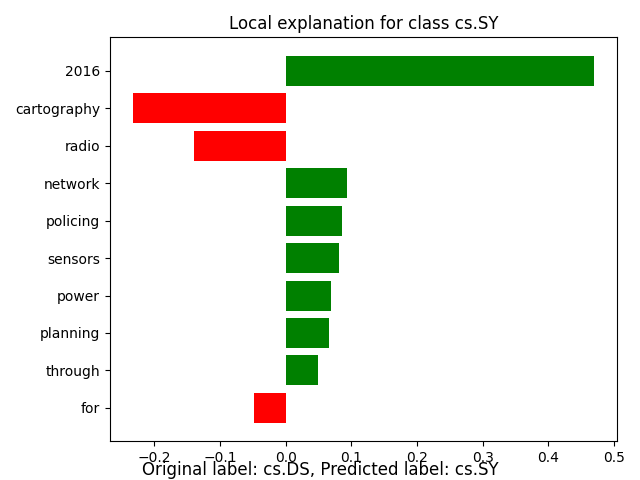 Local explanation for class cs.SY
2016
cartography
radio
network
policing
sensors
power
planning
through
for
−0.2 −0.1 0.0 0.1 0.2 0.3 0.4 0.5
Original label: cs.DS, Predicted label: cs.SY